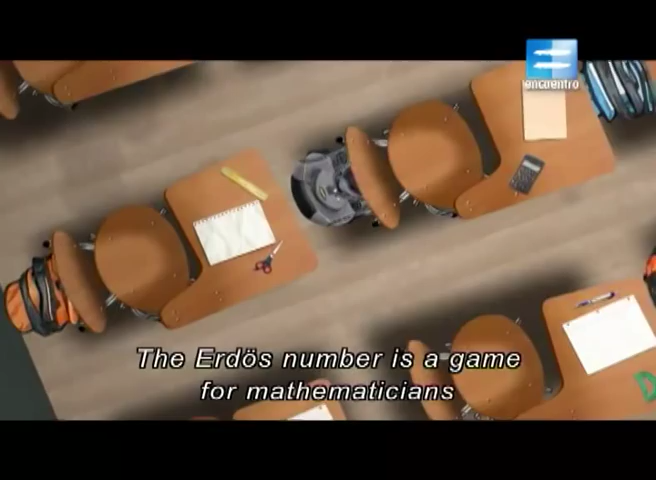 encuentro
The Erdös number is a game
for mathematicians